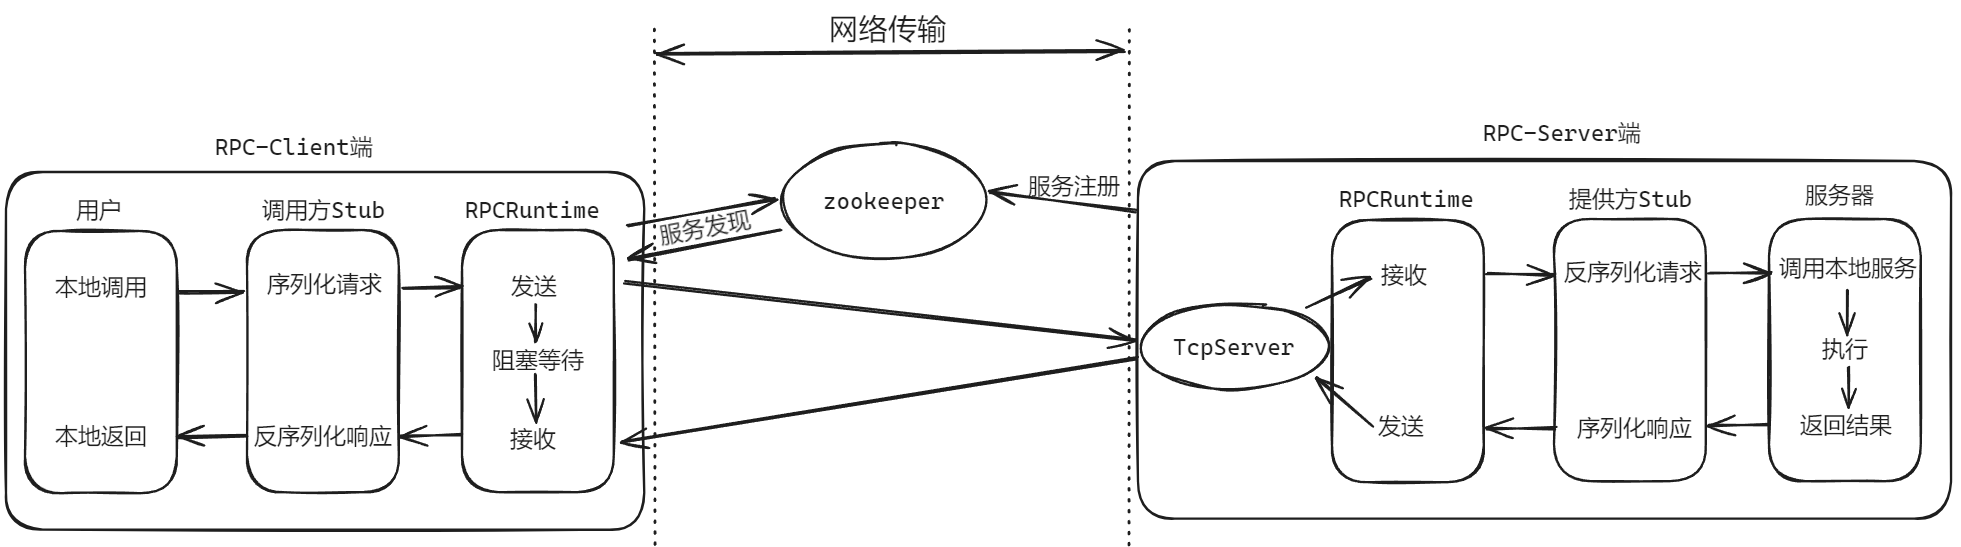 网络传输
RPC-Client端
用户
本地调用
本地返回
调用方Stub
序列化请求
反序列化响应
RPCRuntime
发送
阻塞等待
接收
服务发现
zookeeper
服务注册
RPC-Server端
TcpServer
RPCRuntime
接收
发送
提供方Stub
反序列化请求
序列化响应
服务器
调用本地服务
执行
返回结果